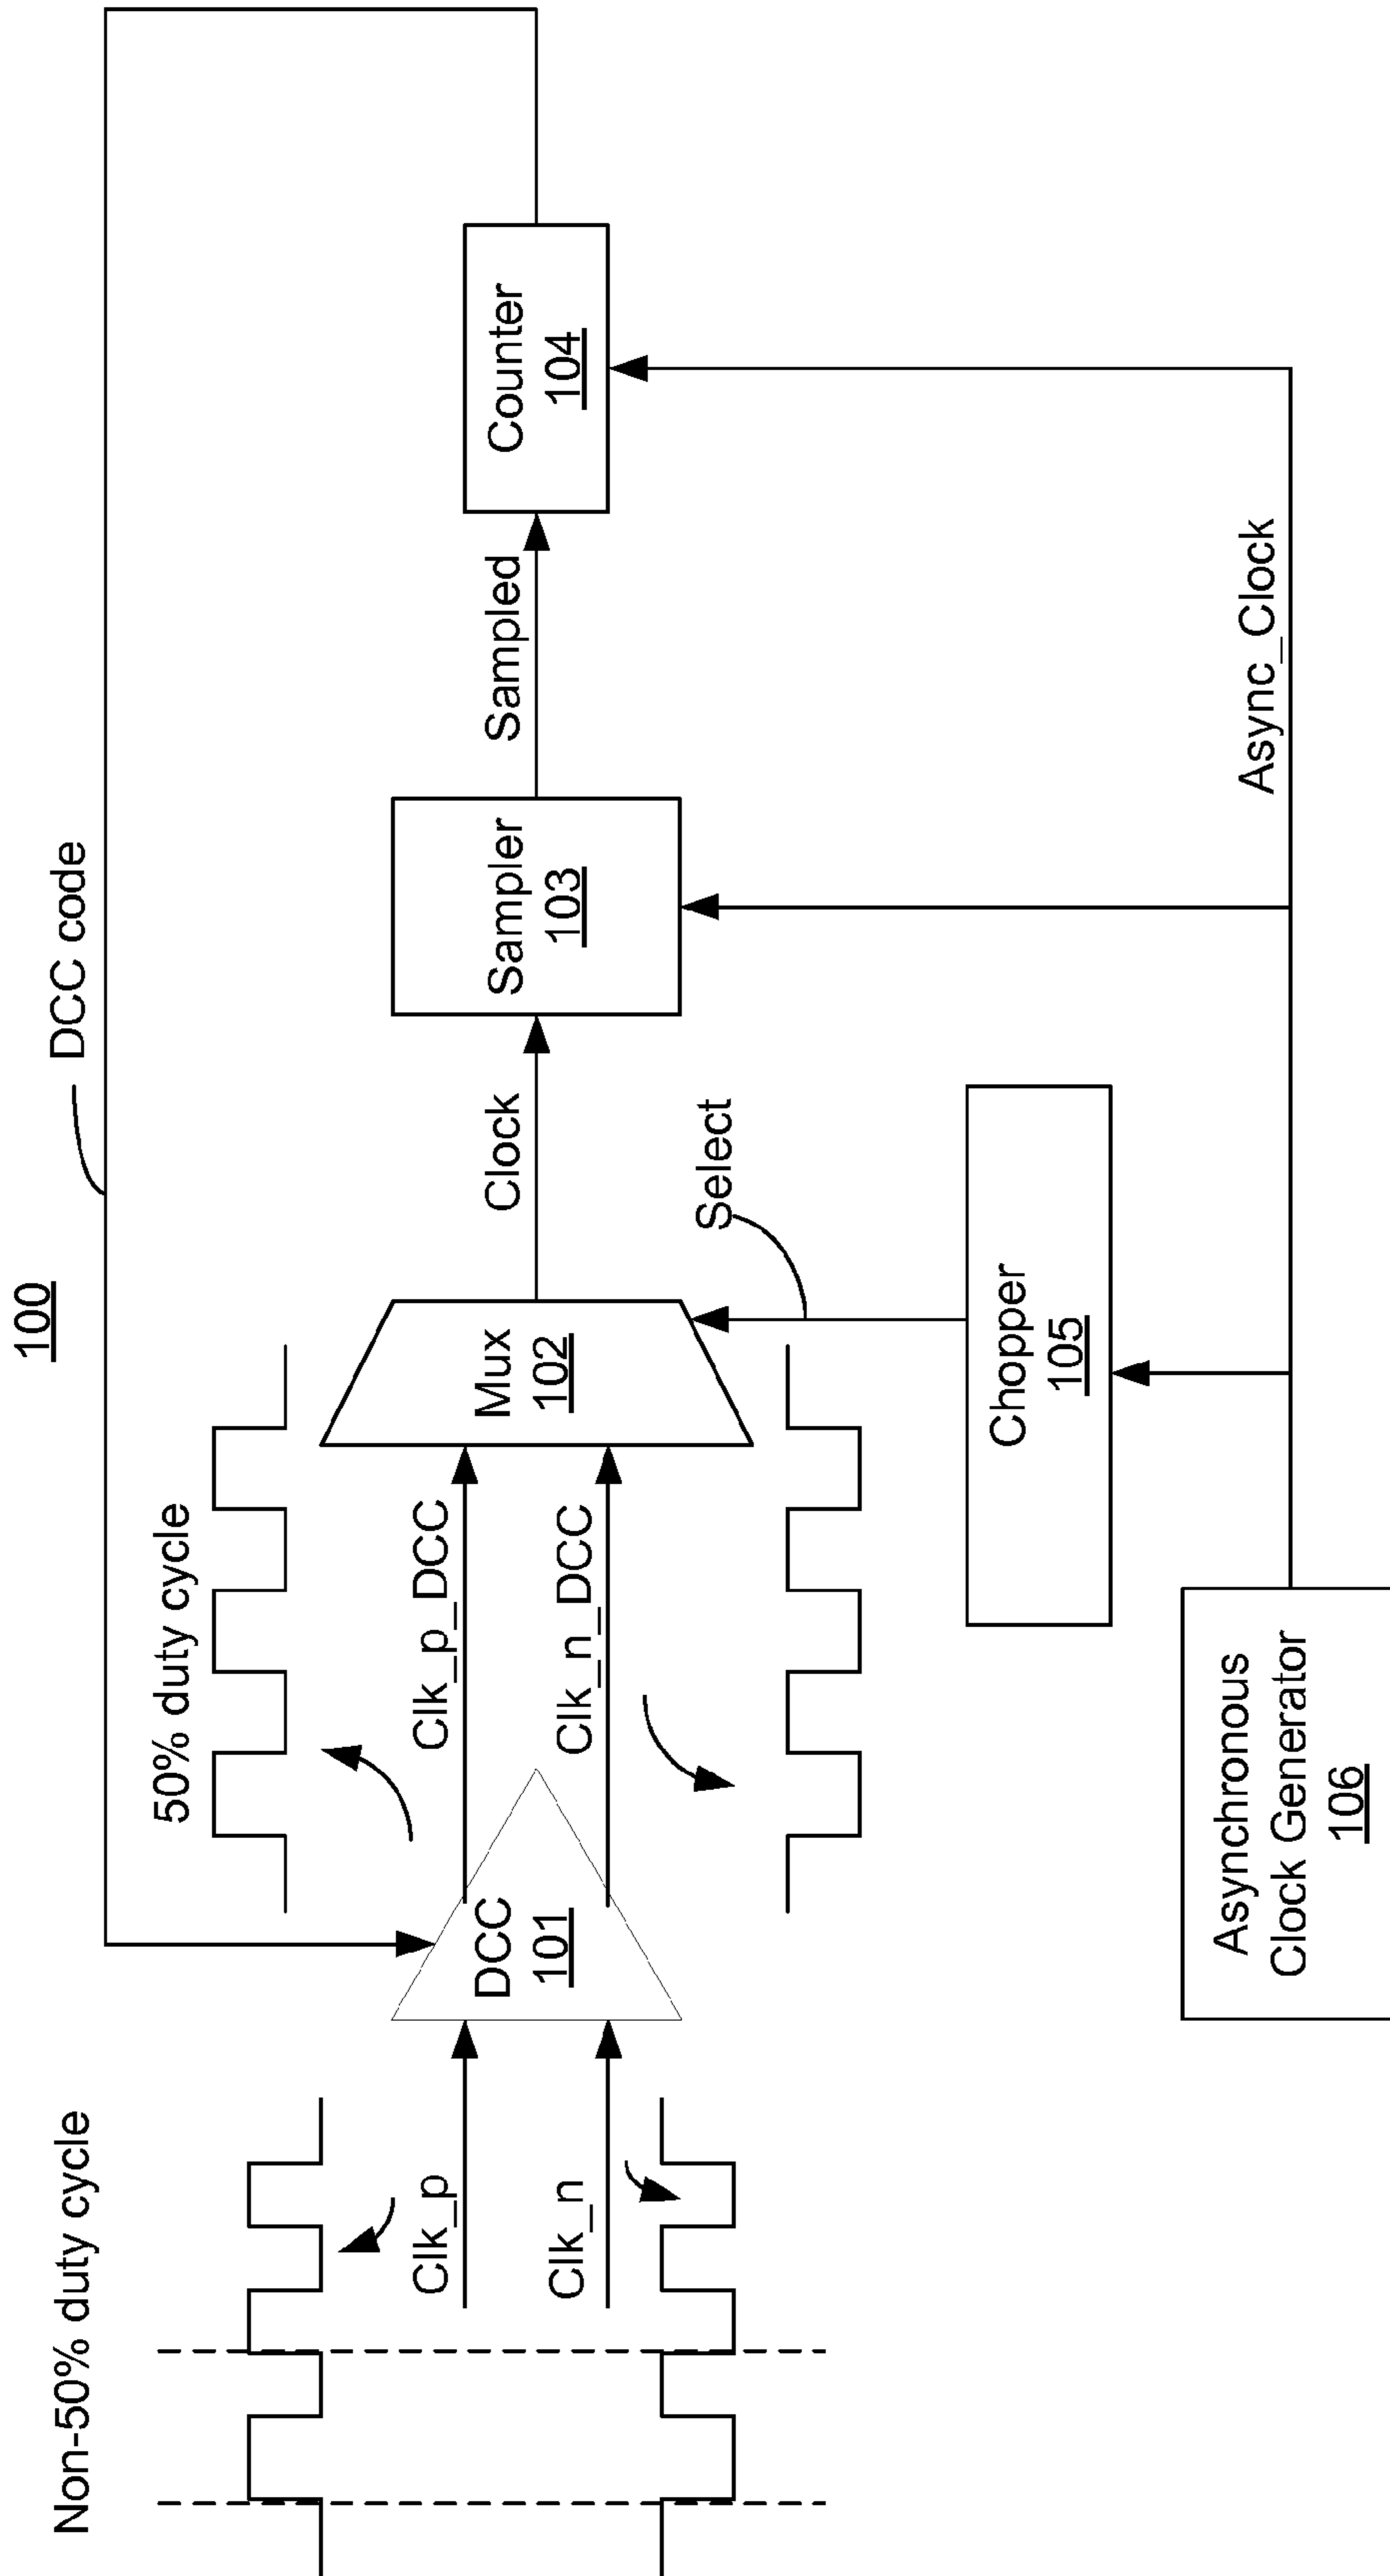 100
DCC code
Non-50% duty cycle
50% duty cycle
Clk_p
Clk_n
DCC
101
Clk_p_DCC
Clk_n_DCC
Mux
102
Clock
Sampler
103
Sampled
Counter
104
Select
Chopper
105
Async_Clock
Asynchronous
Clock Generator
106